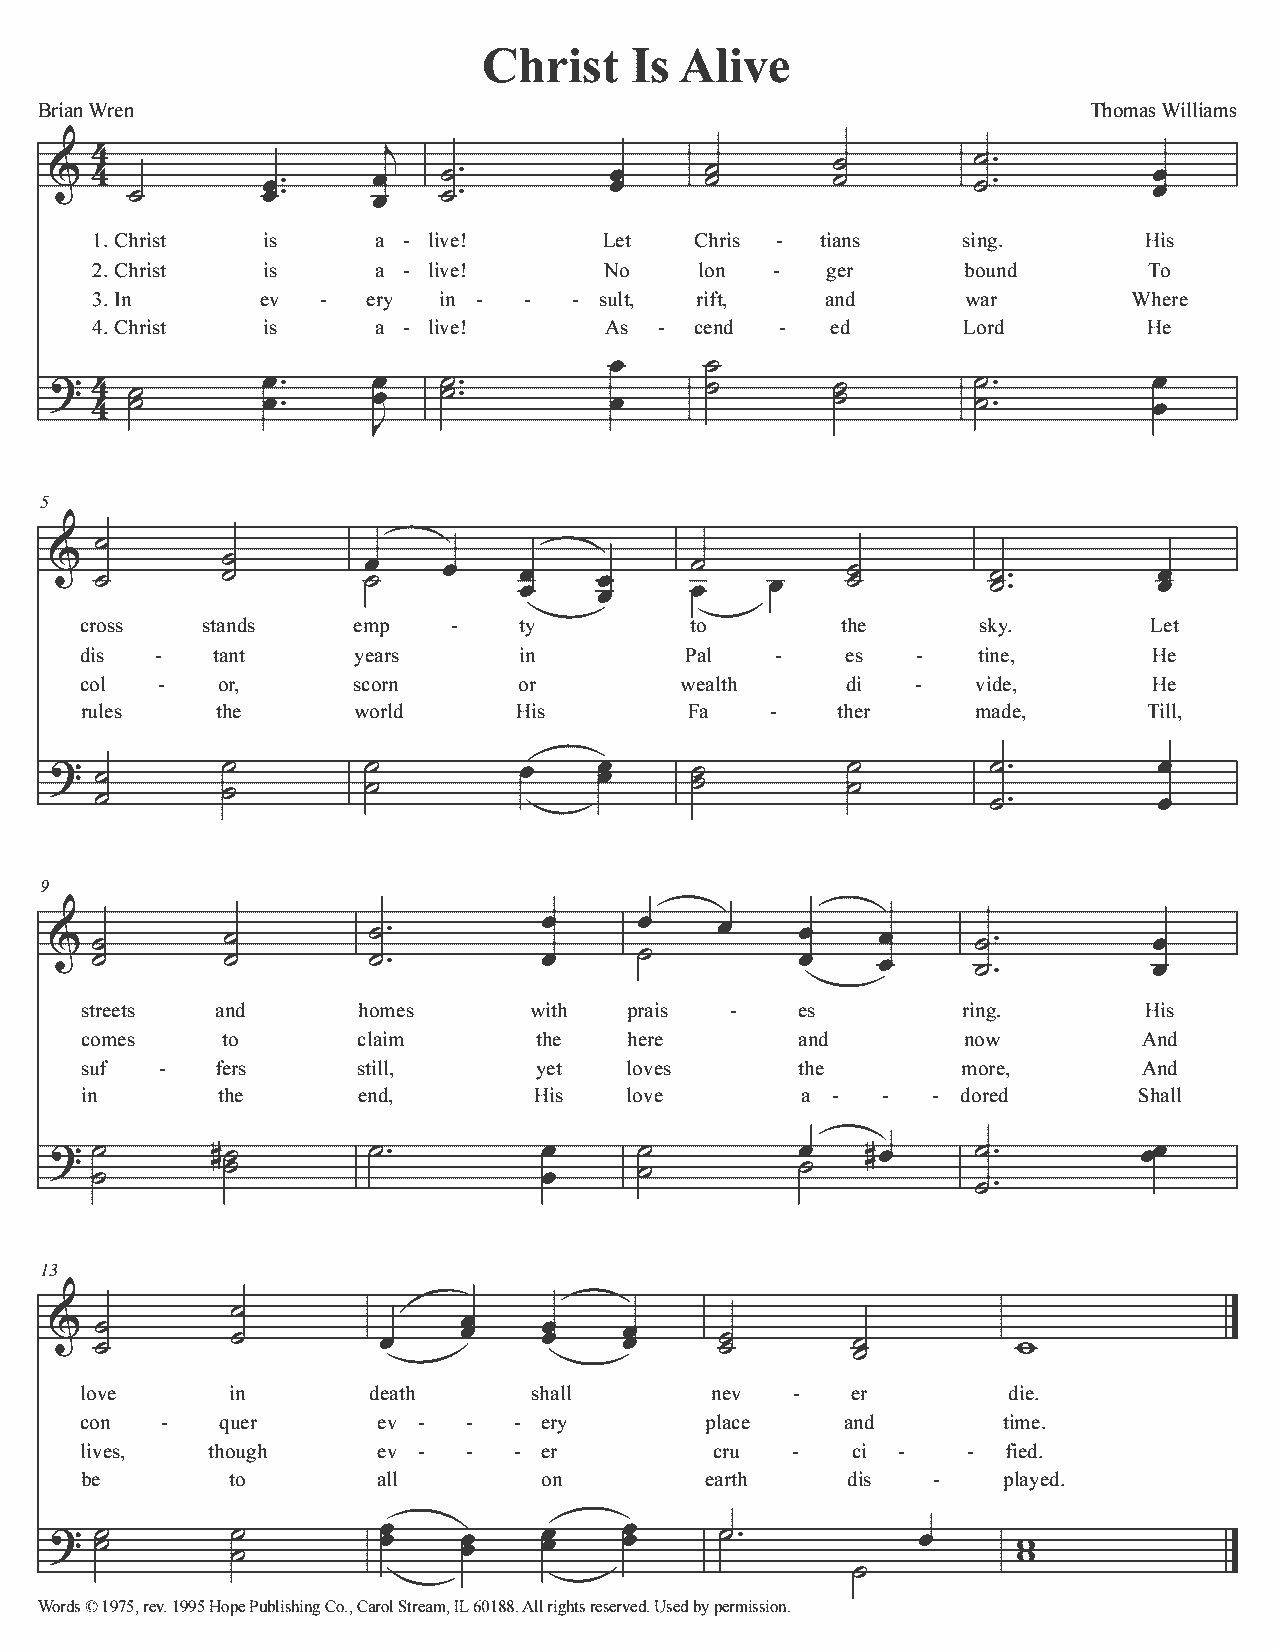 Christ Is Alive
Brian Wren Thomas Williams
4 4
1. Christ is a - live! Let Chris - tians sing. His
2. Christ is a - live! No lon - ger bound To
3. In ev - ery in - - - sult, rift, and war Where
4. Christ is a - live! As - cend - ed Lord He
4 4
5
cross stands emp - ty to the sky. Let
dis - tant years in Pal - es - tine, He
col - or, scorn or wealth di - vide, He
rules the world His Fa - ther made, Till,
9
streets and homes with prais - es ring. His
comes to claim the here and now And
suf - fers still, yet loves the more, And
in the end, His love a - - - dored Shall
13
love in death shall nev - er die.
con - quer ev - - - ery place and time.
lives, though ev - - - er cru - ci - - fied.
be to all on earth dis - played.
Words © 1975, rev. 1995 Hope Publishing Co., Carol Stream, IL 60188. All rights reserved. Used by permission.